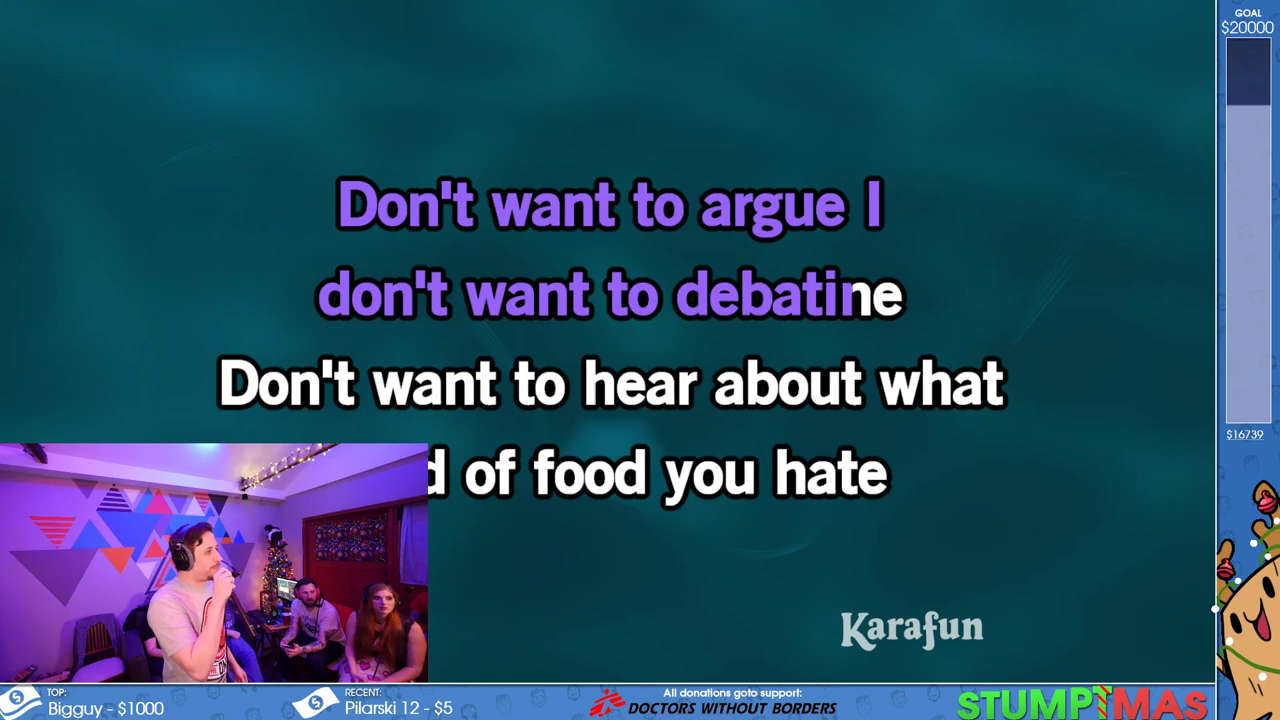 GOAL
$20000
Don't want to argue I
don't want to debatine
Don't want to hear about what
d of food you hate
Karafun
$16739
TOP:
Bigguy - $1000
RECENT:
Pilarski 12 - $5
All donations goto support:
DOCTORS WITHOUT BORDERS
STUMPTMAS